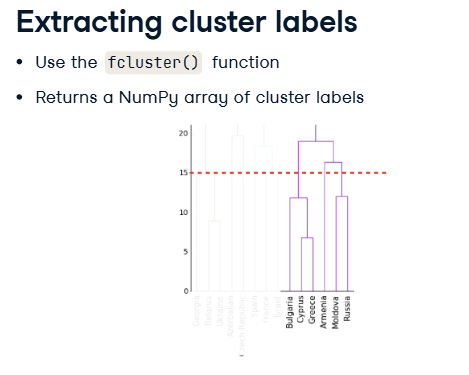 Extracting cluster labels
• Use the fcluster() function
• Returns a NumPy array of cluster labels
20
15
10
5
0
Georgia
Belarus
Ukraine
Azerbaijan
Czech Republic
Spain
France
Israel
Bulgaria
Cyprus
Greece
Armenia
Moldova
Russia